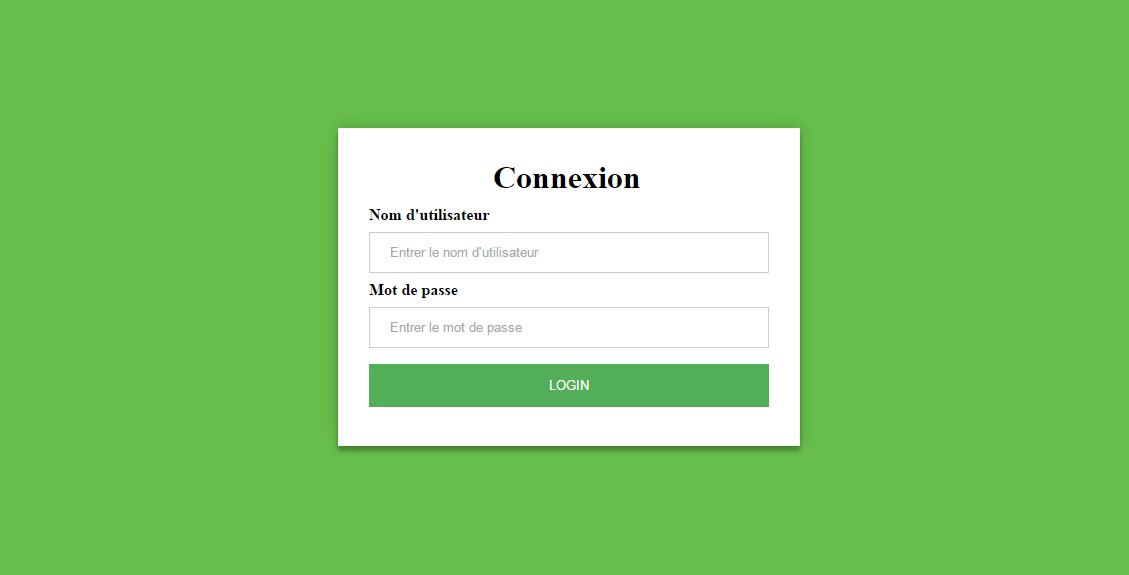 Connexion
Nom d'utilisateur
Entrer le nom d'utilisateur
Mot de passe
Entrer le mot de passe
LOGIN